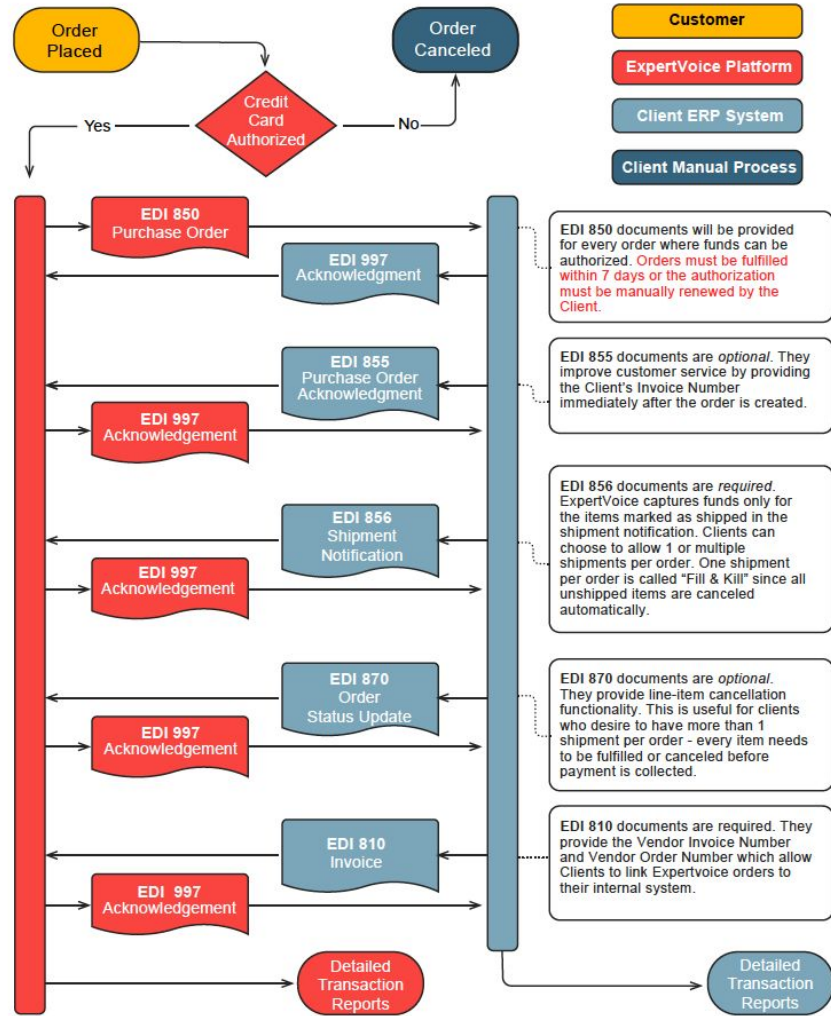 Order
Placed
Order
Canceled
Customer
ExpertVoice Platform
Client ERP System
Client Manual Process
Credit
Card
Authorized
Yes
No
EDI 850
Purchase Order
EDI 997
Acknowledgment
EDI 850 documents will be provided
for every order where funds can be
authorized. Orders must be fulfilled
within 7 days or the authorization
must be manually renewed by the
Client.
EDI 855
Purchase Order
Acknowledgment
EDI 997
Acknowledgement
EDI 855 documents are optional. They
improve customer service by providing
the Client's Invoice Number
immediately after the order is created.
EDI 856
Shipment
Notification
EDI 997
Acknowledgement
EDI 856 documents are required.
ExpertVoice captures funds only for
the items marked as shipped in the
shipment notification. Clients can
choose to allow 1 or multiple
shipments per order. One shipment
per order is called “Fill & Kill” since all
unshipped items are canceled
automatically.
EDI 870
Order
Status Update
EDI 997
Acknowledgement
EDI 870 documents are optional.
They provide line-item cancellation
functionality. This is useful for clients
who desire to have more than 1
shipment per order - every item needs
to be fulfilled or canceled before
payment is collected.
EDI 810
Invoice
EDI 997
Acknowledgement
EDI 810 documents are required. They
provide the Vendor Invoice Number
and Vendor Order Number which allow
Clients to link Expertvoice orders to
their internal system.
Detailed
Transaction
Reports
Detailed
Transaction
Reports